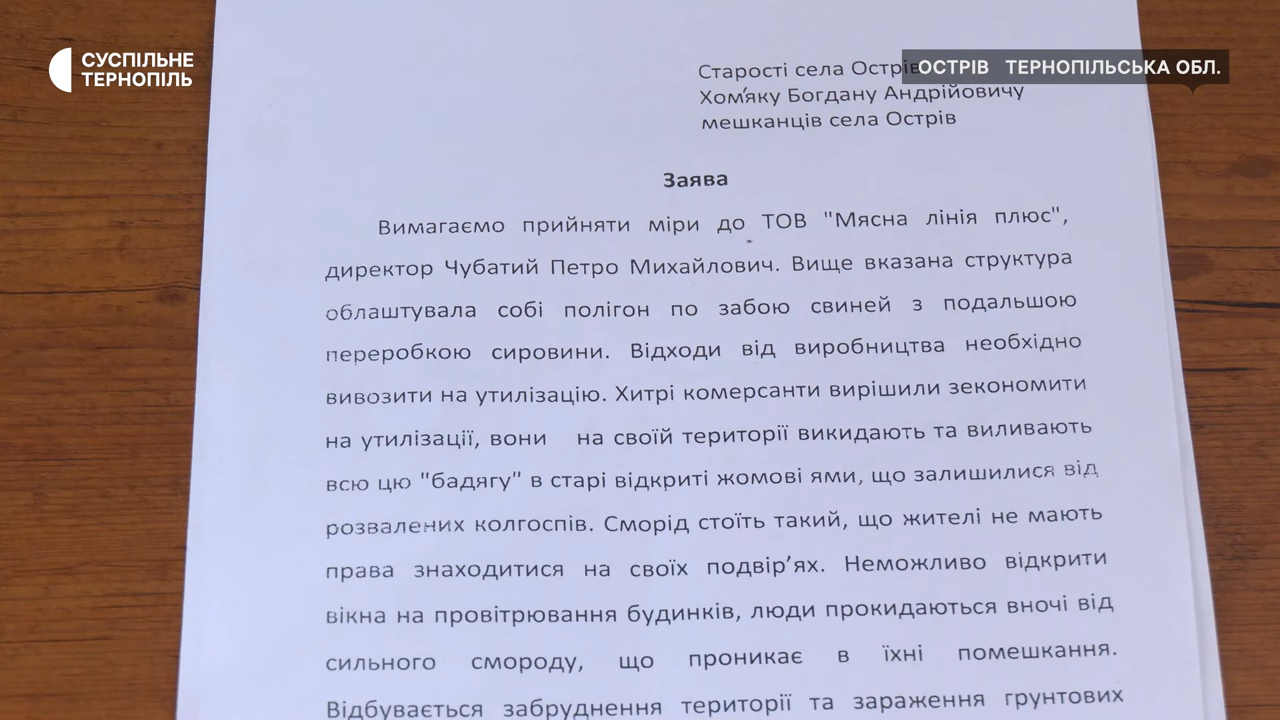 СУСПІЛЬНЕ
ТЕРНОПІЛЬ
ОСТРІВ ТЕРНОПІЛЬСЬКА ОБЛ.
Старості села Острів
Хом'яку Богдану Андрійовичу
мешканців села Острів
Заява
Вимагаємо прийняти міри до ТОВ "Мясна лінія плюс",
директор Чубатий Петро Михайлович. Вище вказана структура
облаштувала собі полігон по забою свиней з подальшою
переробкою сировини. Відходи від виробництва необхідно
вивозити на утилізацію. Хитрі комерсанти вирішили зекономити
на утилізації, вони на своїй території викидають та виливають
всю цю "бадягу" в старі відкриті жомові ями, що залишилися від
розвалених колгоспів. Сморід стоїть такий, що жителі не мають
права знаходитися на своїх подвір’ях. Неможливо відкрити
вікна на провітрювання будинків, люди прокидаються вночі від
сильного смороду, що проникає в їхні помешкання.
Відбувається забруднення території та зараження грунтових